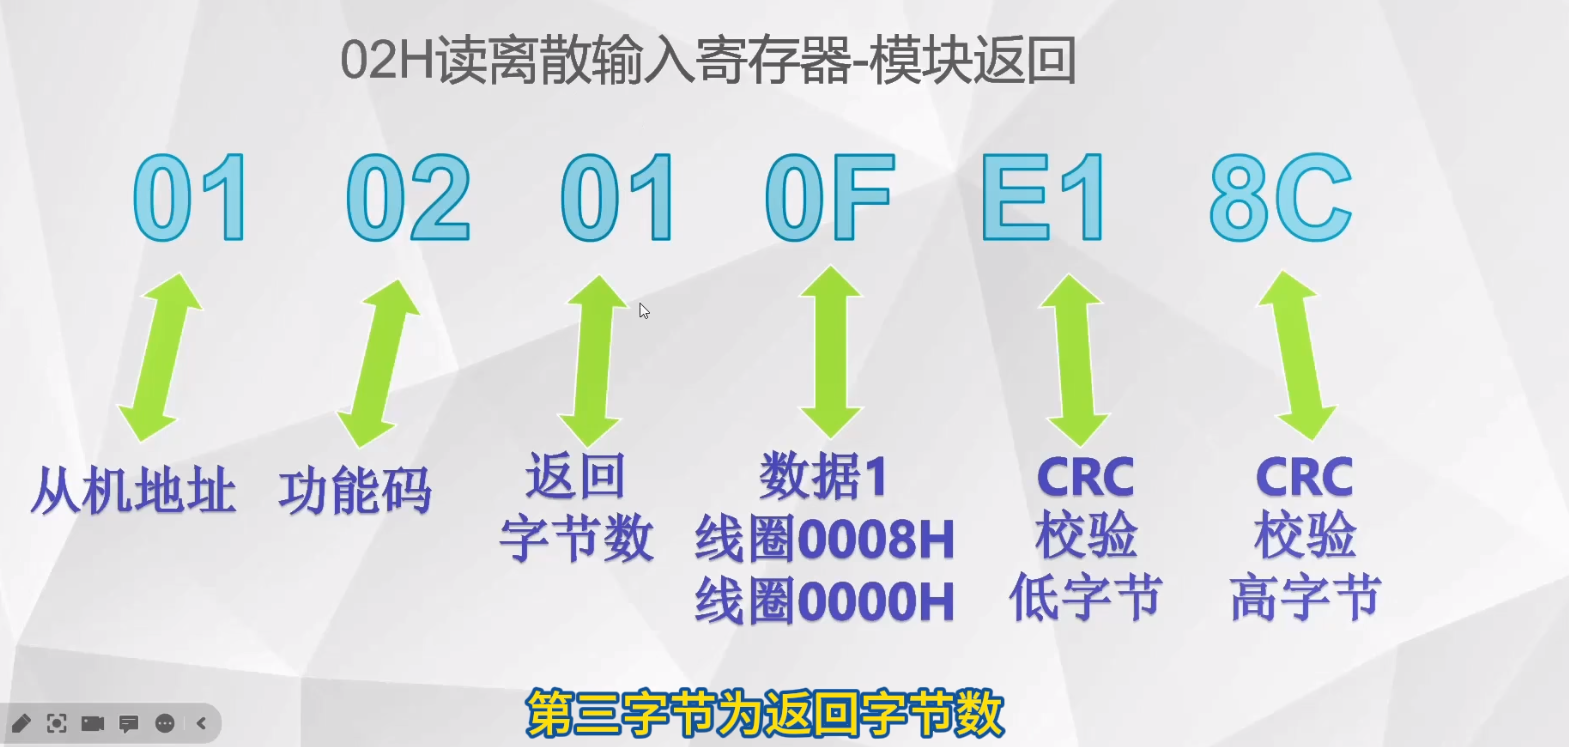 02H读离散输入寄存器-模块返回
01 02 01 0F E1 8C
从机地址
功能码
返回
字节数
数据1
线圈0008H
线圈0000H
CRC
校验
低字节
CRC
校验
高字节
第三字节为返回字节数